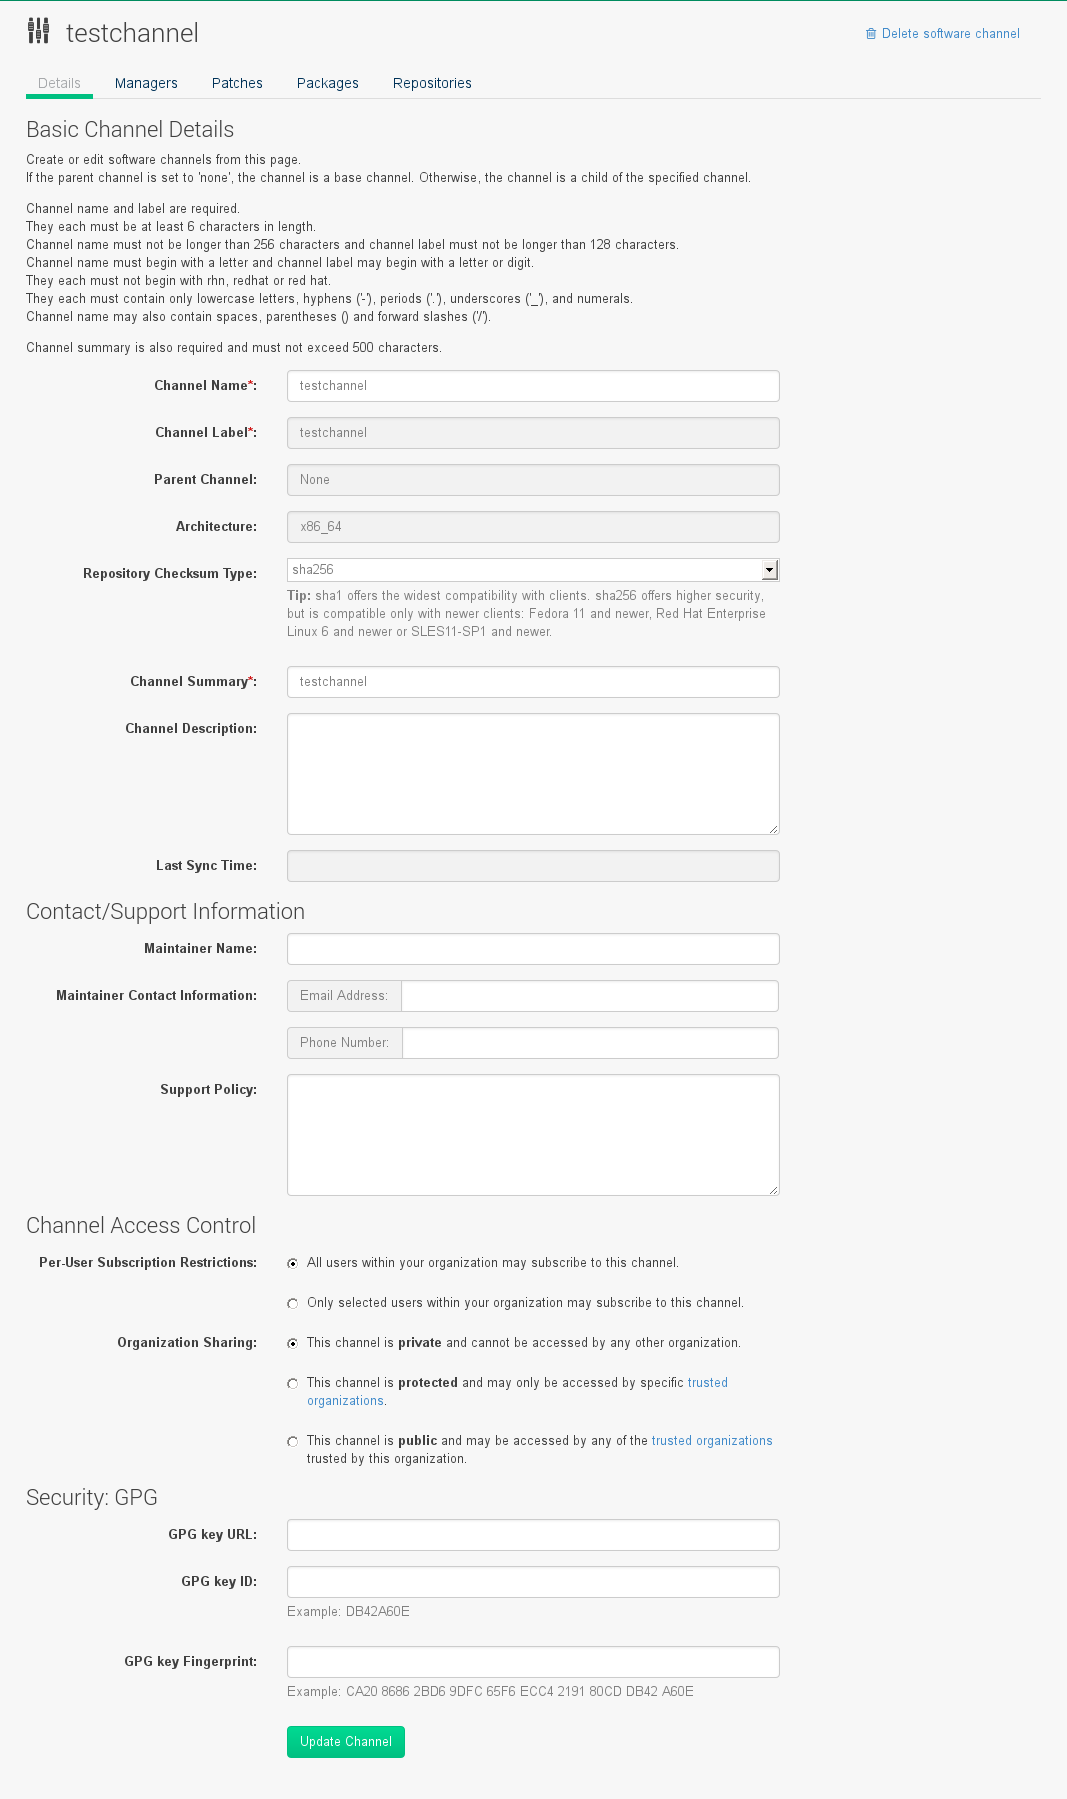 testchannel
Delete software channel
Details Managers Patches Packages Repositories
Basic Channel Details
Create or edit software channels from this page.
If the parent channel is set to 'none', the channel is a base channel. Otherwise, the channel is a child of the specified channel.
Channel name and label are required.
They each must be at least 6 characters in length.
Channel name must not be longer than 256 characters and channel label must not be longer than 128 characters.
Channel name must begin with a letter and channel label may begin with a letter or digit.
They each must not begin with rhn, redhat or red hat.
They each must contain only lowercase letters, hyphens ('-'), periods ('.'), underscores ('_'), and numerals.
Channel name may also contain spaces, parentheses () and forward slashes ('/').
Channel summary is also required and must not exceed 500 characters.
Channel Name*: testchannel
Channel Label*: testchannel
Parent Channel: None
Architecture: x86_64
Repository Checksum Type: sha256
Tip: sha1 offers the widest compatibility with clients. sha256 offers higher security,
but is compatible only with newer clients: Fedora 11 and newer, Red Hat Enterprise
Linux 6 and newer or SLES11-SP1 and newer.
Channel Summary*: testchannel
Channel Description:
Last Sync Time:
Contact/Support Information
Maintainer Name:
Maintainer Contact Information: Email Address:
Phone Number:
Support Policy:
Channel Access Control
Per-User Subscription Restrictions: All users within your organization may subscribe to this channel.
Only selected users within your organization may subscribe to this channel.
Organization Sharing: This channel is private and cannot be accessed by any other organization.
This channel is protected and may only be accessed by specific trusted
organizations.
This channel is public and may be accessed by any of the trusted organizations
trusted by this organization.
Security: GPG
GPG key URL:
GPG key ID:
Example: DB42A60E
GPG key Fingerprint:
Example: CA20 8686 2BD6 9DFC 65F6 ECC4 2191 80CD DB42 A60E
Update Channel